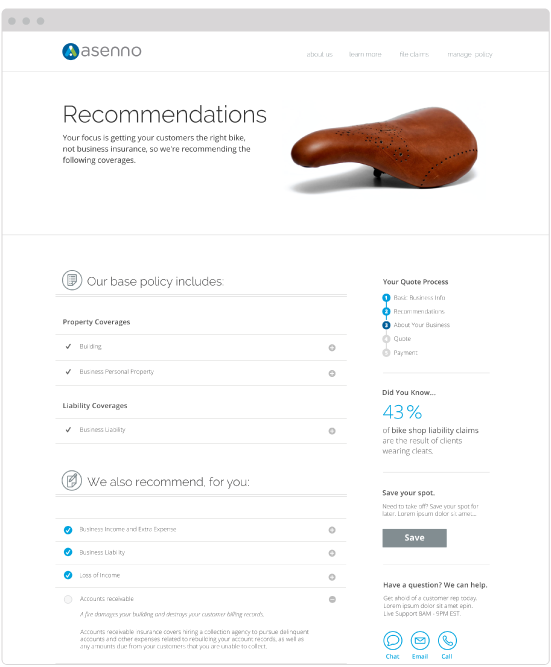 asenno
about us learn more file claims manage policy
Recommendations
Your focus is getting your customers the right bike,
not business insurance, so we're recommending the
following coverages.
Our base policy includes:
Property Coverages
Building
Business Personal Property
Liability Coverages
Business Liability
We also recommend, for you:
Business Income and Extra Expense
Business Liability
Loss of Income
Accounts receivable
A fire damages your building and destroys your customer billing records.
Accounts receivable insurance covers hiring a collection agency to pursue delinquent
accounts and other expenses related to rebuilding your account records, as well as
any amounts due from your customers that you are unable to collect.
Your Quote Process
1 Basic Business Info
2 Recommendations
3 About Your Business
4 Quote
5 Payment
Did You Know...
43%
of bike shop liability claims
are the result of clients
wearing cleats.
Save your spot.
Need to take off? Save your spot for
later. Lorem ipsum dolor sit amet...
Save
Have a question? We can help.
Get ahold of a customer rep today.
Lorem ipsum dolor sit amet epin.
Live Support 8AM - 9PM EST.
Chat Email Call